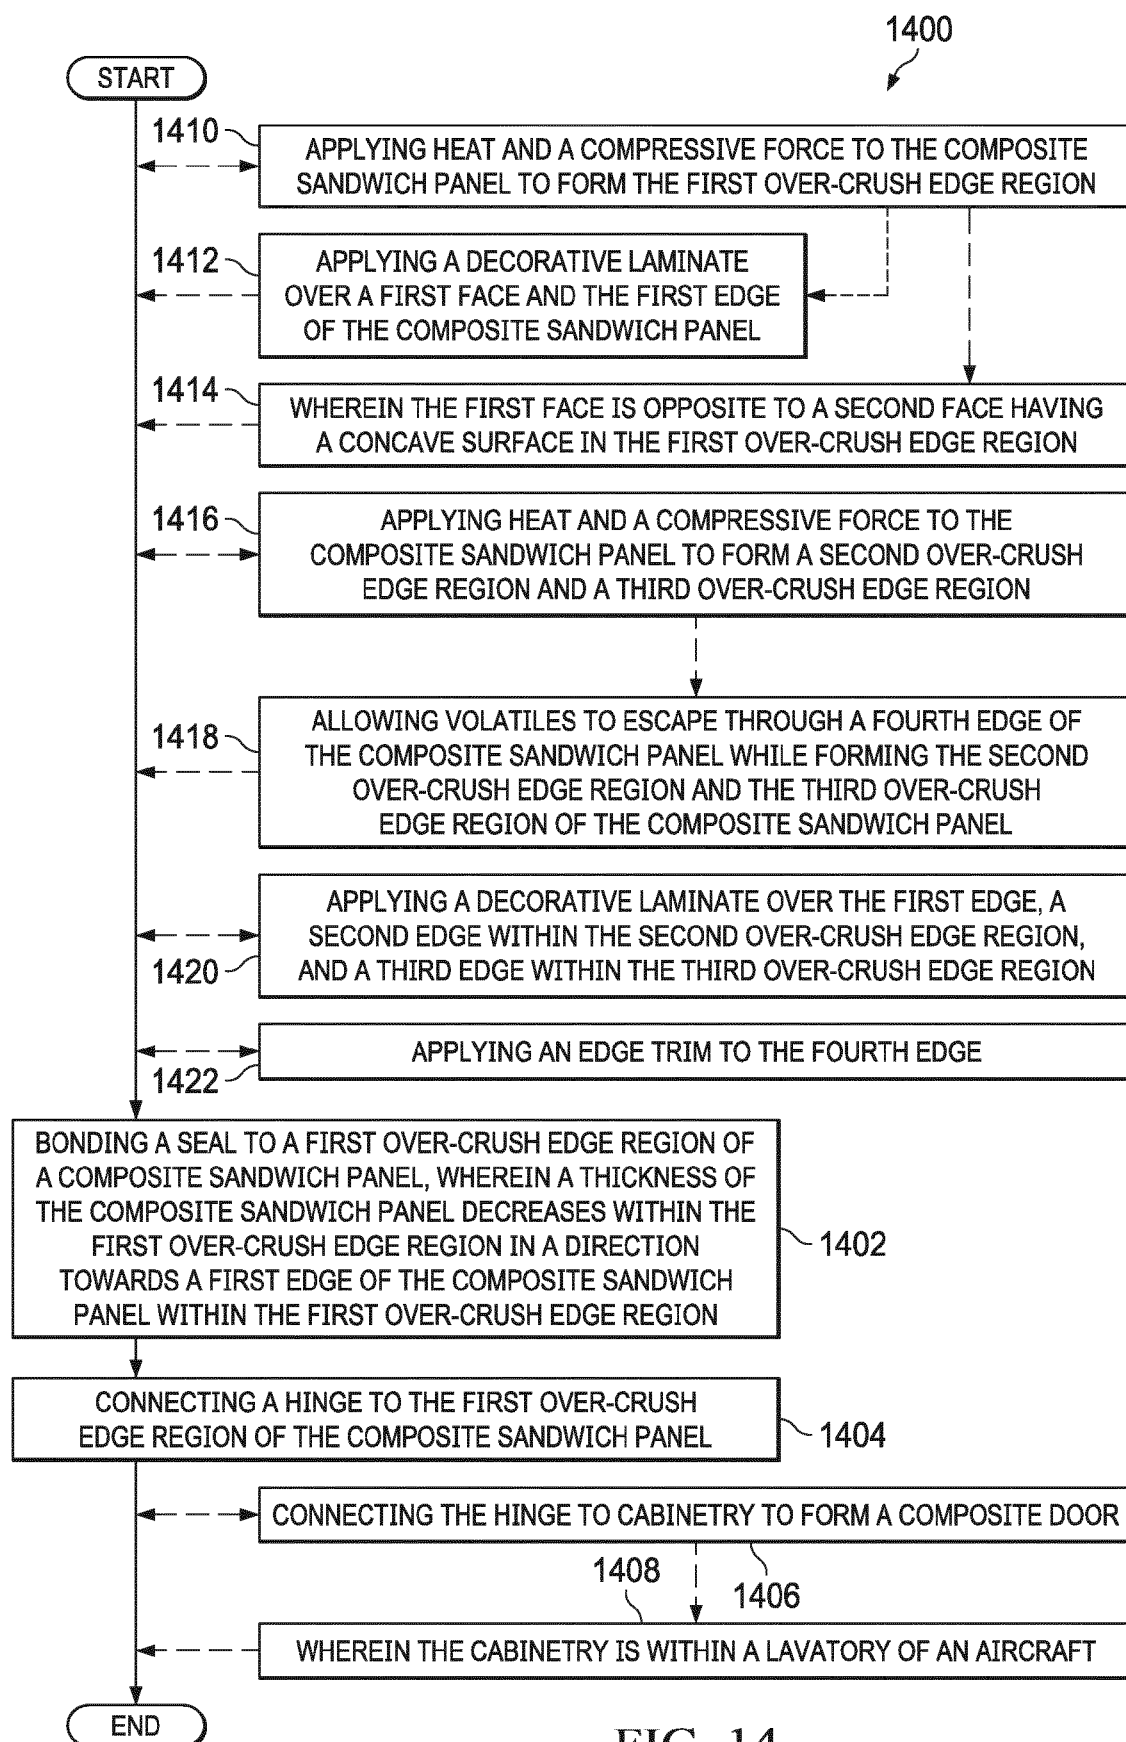 1400
START
1410
APPLYING HEAT AND A COMPRESSIVE FORCE TO THE COMPOSITE
SANDWICH PANEL TO FORM THE FIRST OVER-CRUSH EDGE REGION
1412
APPLYING A DECORATIVE LAMINATE
OVER A FIRST FACE AND THE FIRST EDGE
OF THE COMPOSITE SANDWICH PANEL
1414
WHEREIN THE FIRST FACE IS OPPOSITE TO A SECOND FACE HAVING
A CONCAVE SURFACE IN THE FIRST OVER-CRUSH EDGE REGION
1416
APPLYING HEAT AND A COMPRESSIVE FORCE TO THE
COMPOSITE SANDWICH PANEL TO FORM A SECOND OVER-CRUSH
EDGE REGION AND A THIRD OVER-CRUSH EDGE REGION
1418
ALLOWING VOLATILES TO ESCAPE THROUGH A FOURTH EDGE OF
THE COMPOSITE SANDWICH PANEL WHILE FORMING THE SECOND
OVER-CRUSH EDGE REGION AND THE THIRD OVER-CRUSH
EDGE REGION OF THE COMPOSITE SANDWICH PANEL
1420
APPLYING A DECORATIVE LAMINATE OVER THE FIRST EDGE, A
SECOND EDGE WITHIN THE SECOND OVER-CRUSH EDGE REGION,
AND A THIRD EDGE WITHIN THE THIRD OVER-CRUSH EDGE REGION
1422
APPLYING AN EDGE TRIM TO THE FOURTH EDGE
BONDING A SEAL TO A FIRST OVER-CRUSH EDGE REGION OF
A COMPOSITE SANDWICH PANEL, WHEREIN A THICKNESS OF
THE COMPOSITE SANDWICH PANEL DECREASES WITHIN THE
FIRST OVER-CRUSH EDGE REGION IN A DIRECTION
TOWARDS A FIRST EDGE OF THE COMPOSITE SANDWICH
PANEL WITHIN THE FIRST OVER-CRUSH EDGE REGION
1402
CONNECTING A HINGE TO THE FIRST OVER-CRUSH
EDGE REGION OF THE COMPOSITE SANDWICH PANEL
1404
CONNECTING THE HINGE TO CABINETRY TO FORM A COMPOSITE DOOR
1406
1408
WHEREIN THE CABINETRY IS WITHIN A LAVATORY OF AN AIRCRAFT
END
FIG. 14